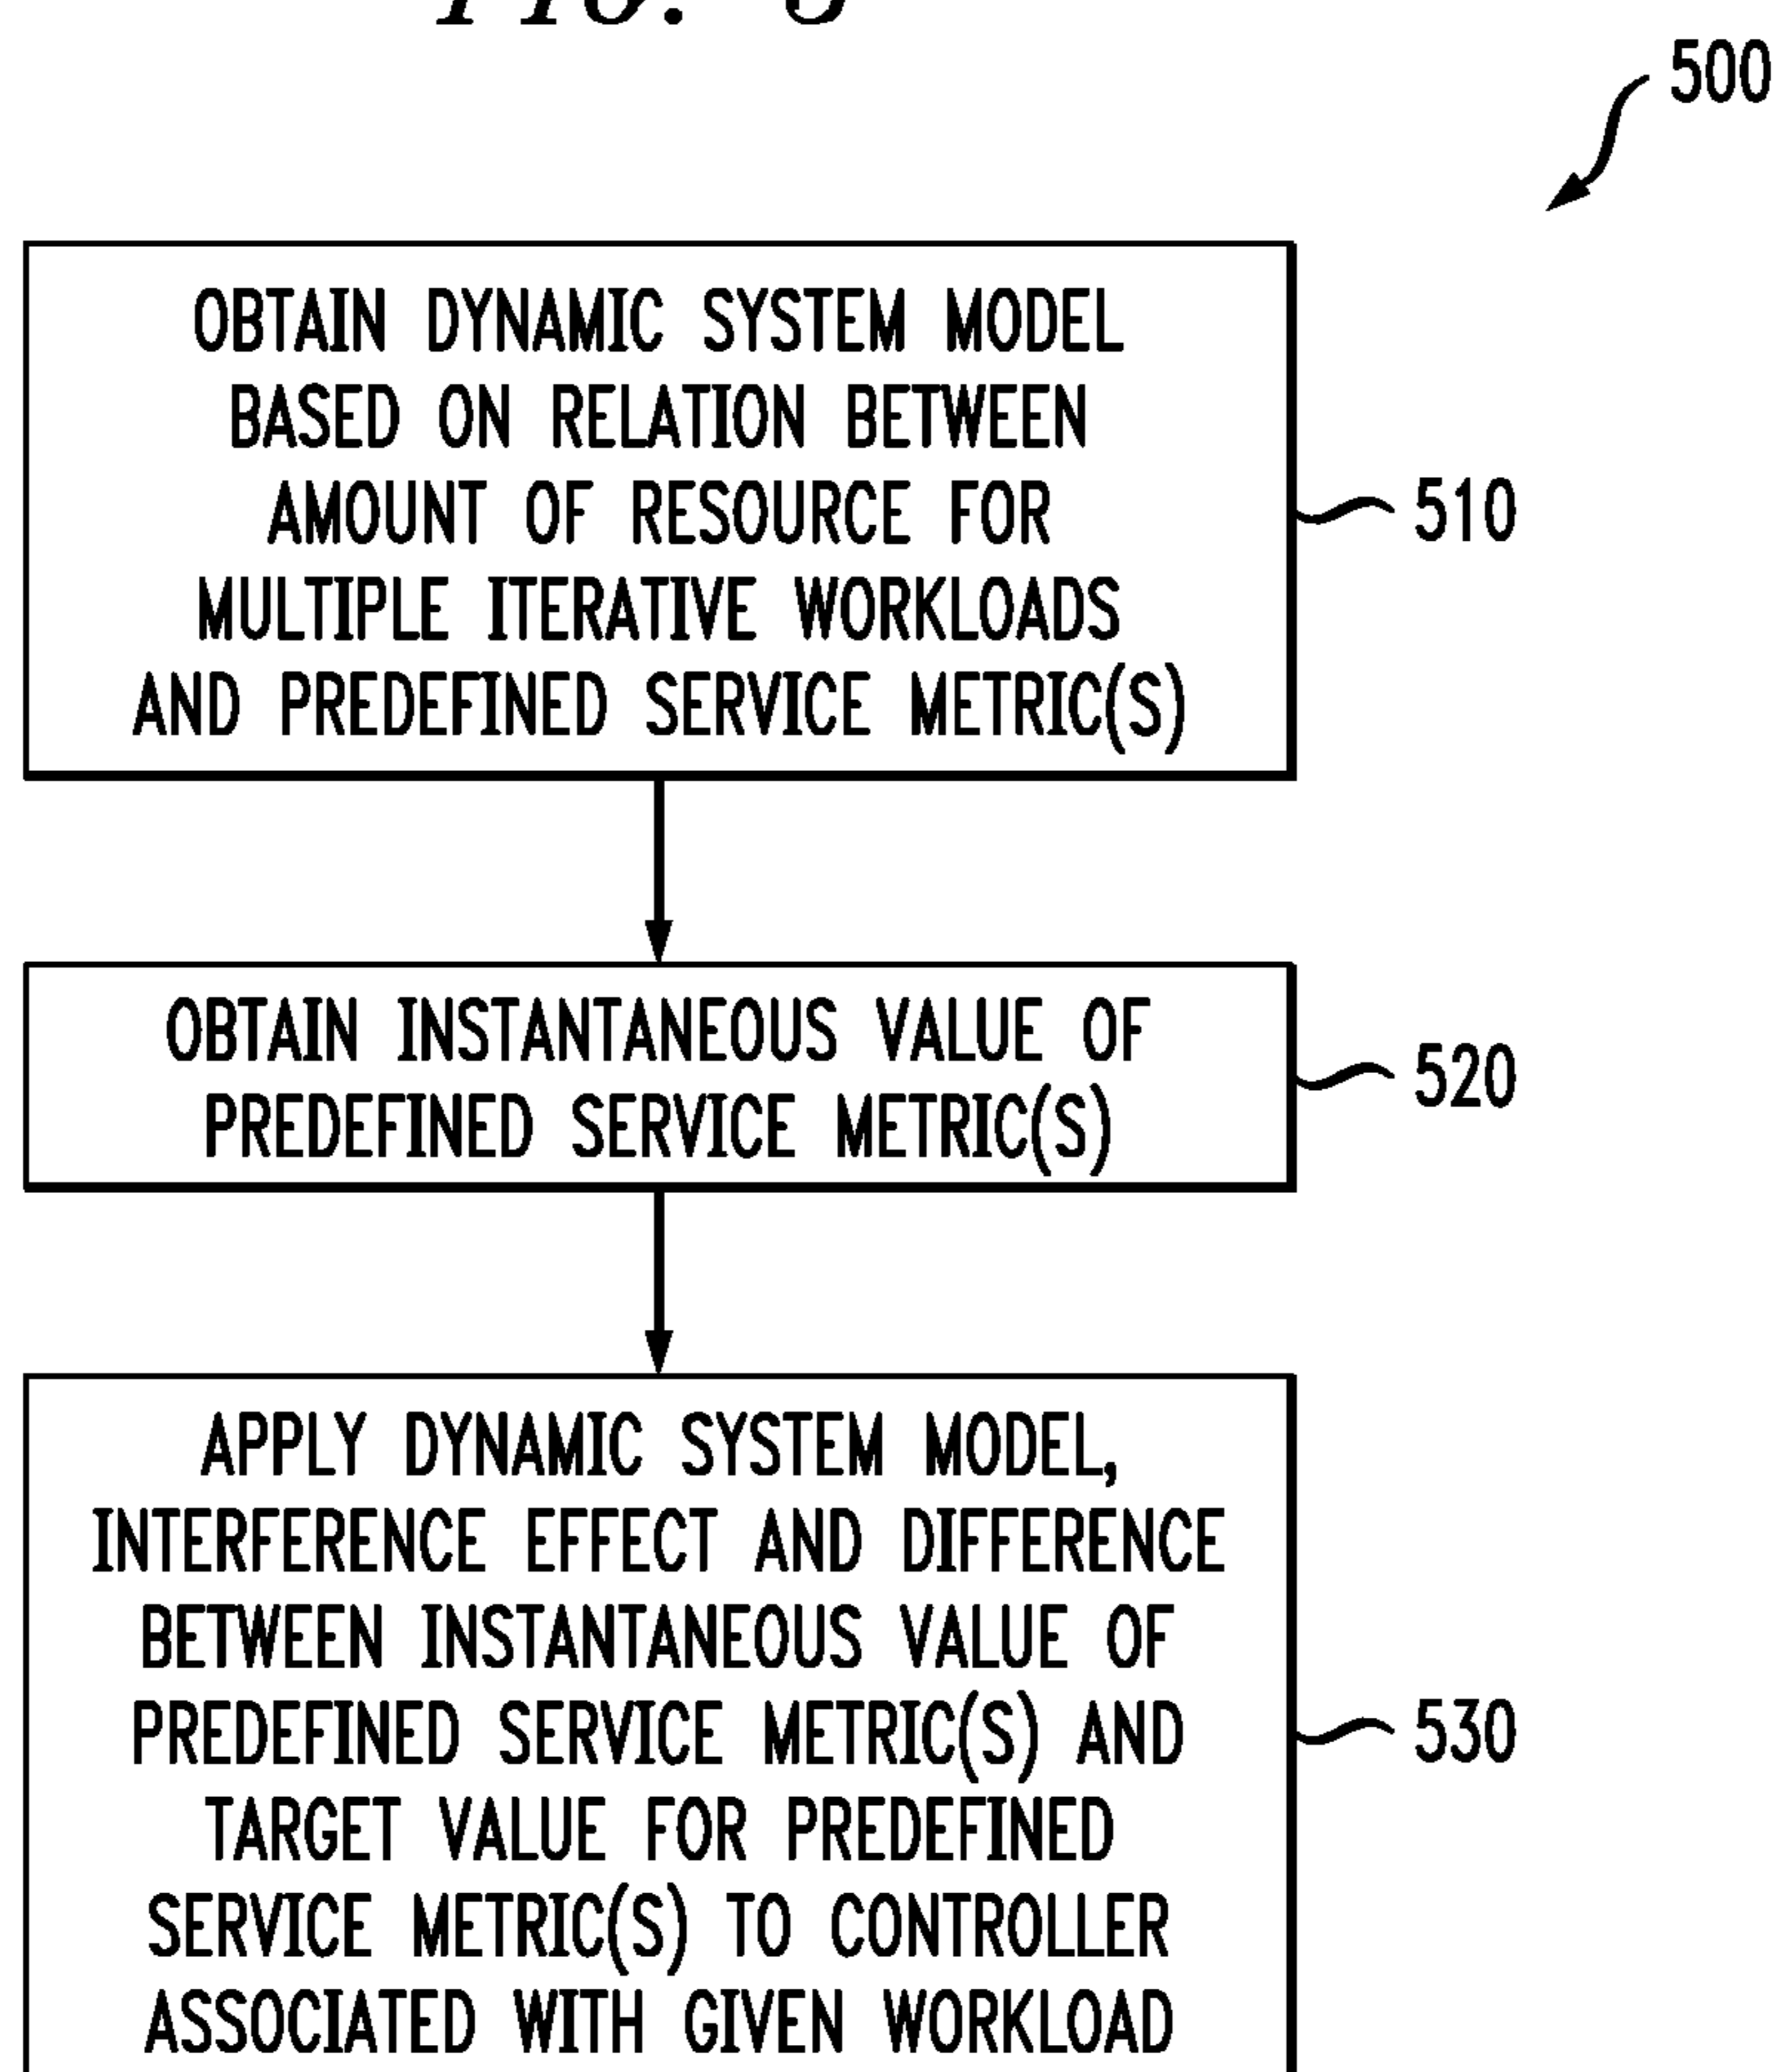 FIG. 5
500
OBTAIN DYNAMIC SYSTEM MODEL
BASED ON RELATION BETWEEN
AMOUNT OF RESOURCE FOR
MULTIPLE ITERATIVE WORKLOADS
AND PREDEFINED SERVICE METRIC(S)
510
OBTAIN INSTANTANEOUS VALUE OF
PREDEFINED SERVICE METRIC(S)
520
APPLY DYNAMIC SYSTEM MODEL,
INTERFERENCE EFFECT AND DIFFERENCE
BETWEEN INSTANTANEOUS VALUE OF
PREDEFINED SERVICE METRIC(S) AND
TARGET VALUE FOR PREDEFINED
SERVICE METRIC(S) TO CONTROLLER
ASSOCIATED WITH GIVEN WORKLOAD
530